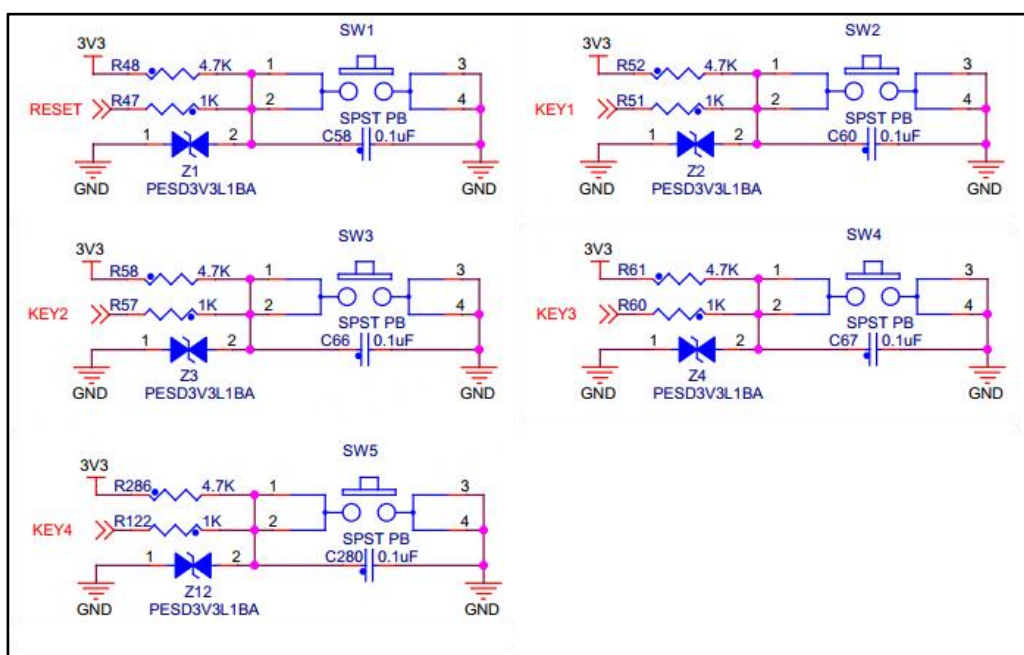 SW1
3V3
R48 4.7K 1 3
RESET R47 1K 2 4
SPST PB
1 2 C58 0.1uF
GND Z1 GND
PESD3V3L1BA
SW2
3V3
R52 4.7K 1 3
KEY1 R51 1K 2 4
SPST PB
1 2 C60 0.1uF
GND Z2 GND
PESD3V3L1BA
SW3
3V3
R58 4.7K 1 3
KEY2 R57 1K 2 4
SPST PB
1 2 C66 0.1uF
GND Z3 GND
PESD3V3L1BA
SW4
3V3
R61 4.7K 1 3
KEY3 R60 1K 2 4
SPST PB
1 2 C67 0.1uF
GND Z4 GND
PESD3V3L1BA
SW5
3V3
R286 4.7K 1 3
KEY4 R122 1K 2 4
SPST PB
1 2 C280 0.1uF
GND Z12 GND
PESD3V3L1BA